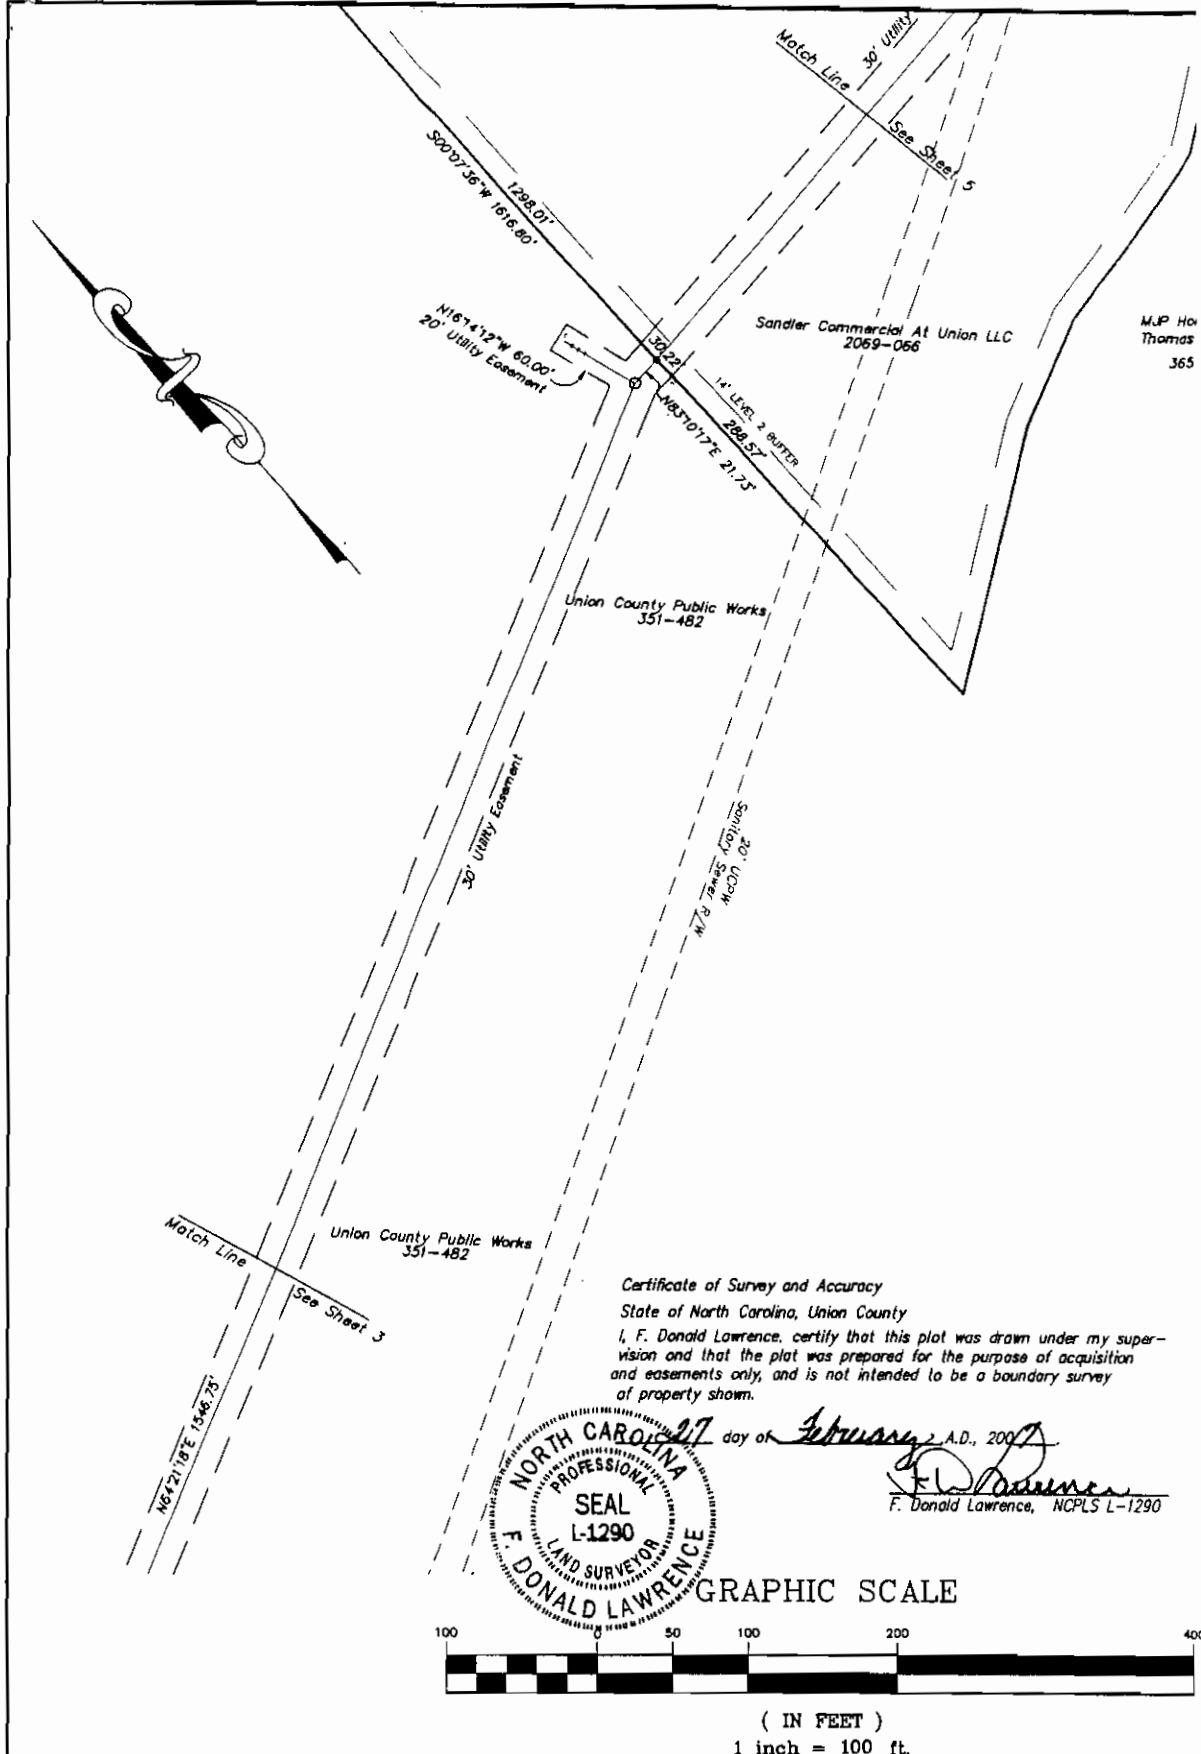 Match Line
30' Utility
See Sheet 5
S00°07'36"W 1616.80'
1298.01'
N16°14'12"W 60.00'
20' Utility Easement
30.22'
Sandler Commercial At Union LLC
2069-066
MJP Ho
Thomas
365
14' LEVEL 2 BUFFER
288.57'
N83°10'17"E 21.73'
Union County Public Works
351-482
30' Utility Easement
20' UCPW
Sanitary Sewer R/W
Match Line
See Sheet 3
Union County Public Works
351-482
N64°21'18"E 1546.75'
Certificate of Survey and Accuracy
State of North Carolina, Union County
I, F. Donald Lawrence, certify that this plat was drawn under my super-
vision and that the plat was prepared for the purpose of acquisition
and easements only, and is not intended to be a boundary survey
of property shown.
27 day of February, A.D., 2007.
F. Donald Lawrence, NCPLS L-1290
NORTH CAROLINA
PROFESSIONAL
SEAL
L-1290
LAND SURVEYOR
F. DONALD LAWRENCE
GRAPHIC SCALE
100 0 50 100 200 400
( IN FEET )
1 inch = 100 ft.